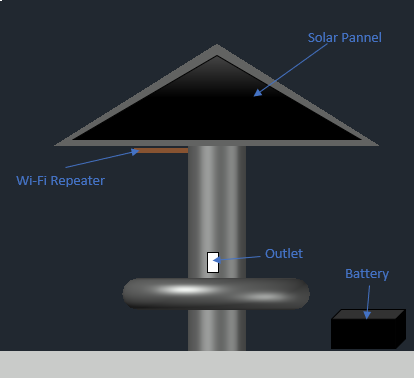 Solar Pannel
Wi-Fi Repeater
Outlet
Battery